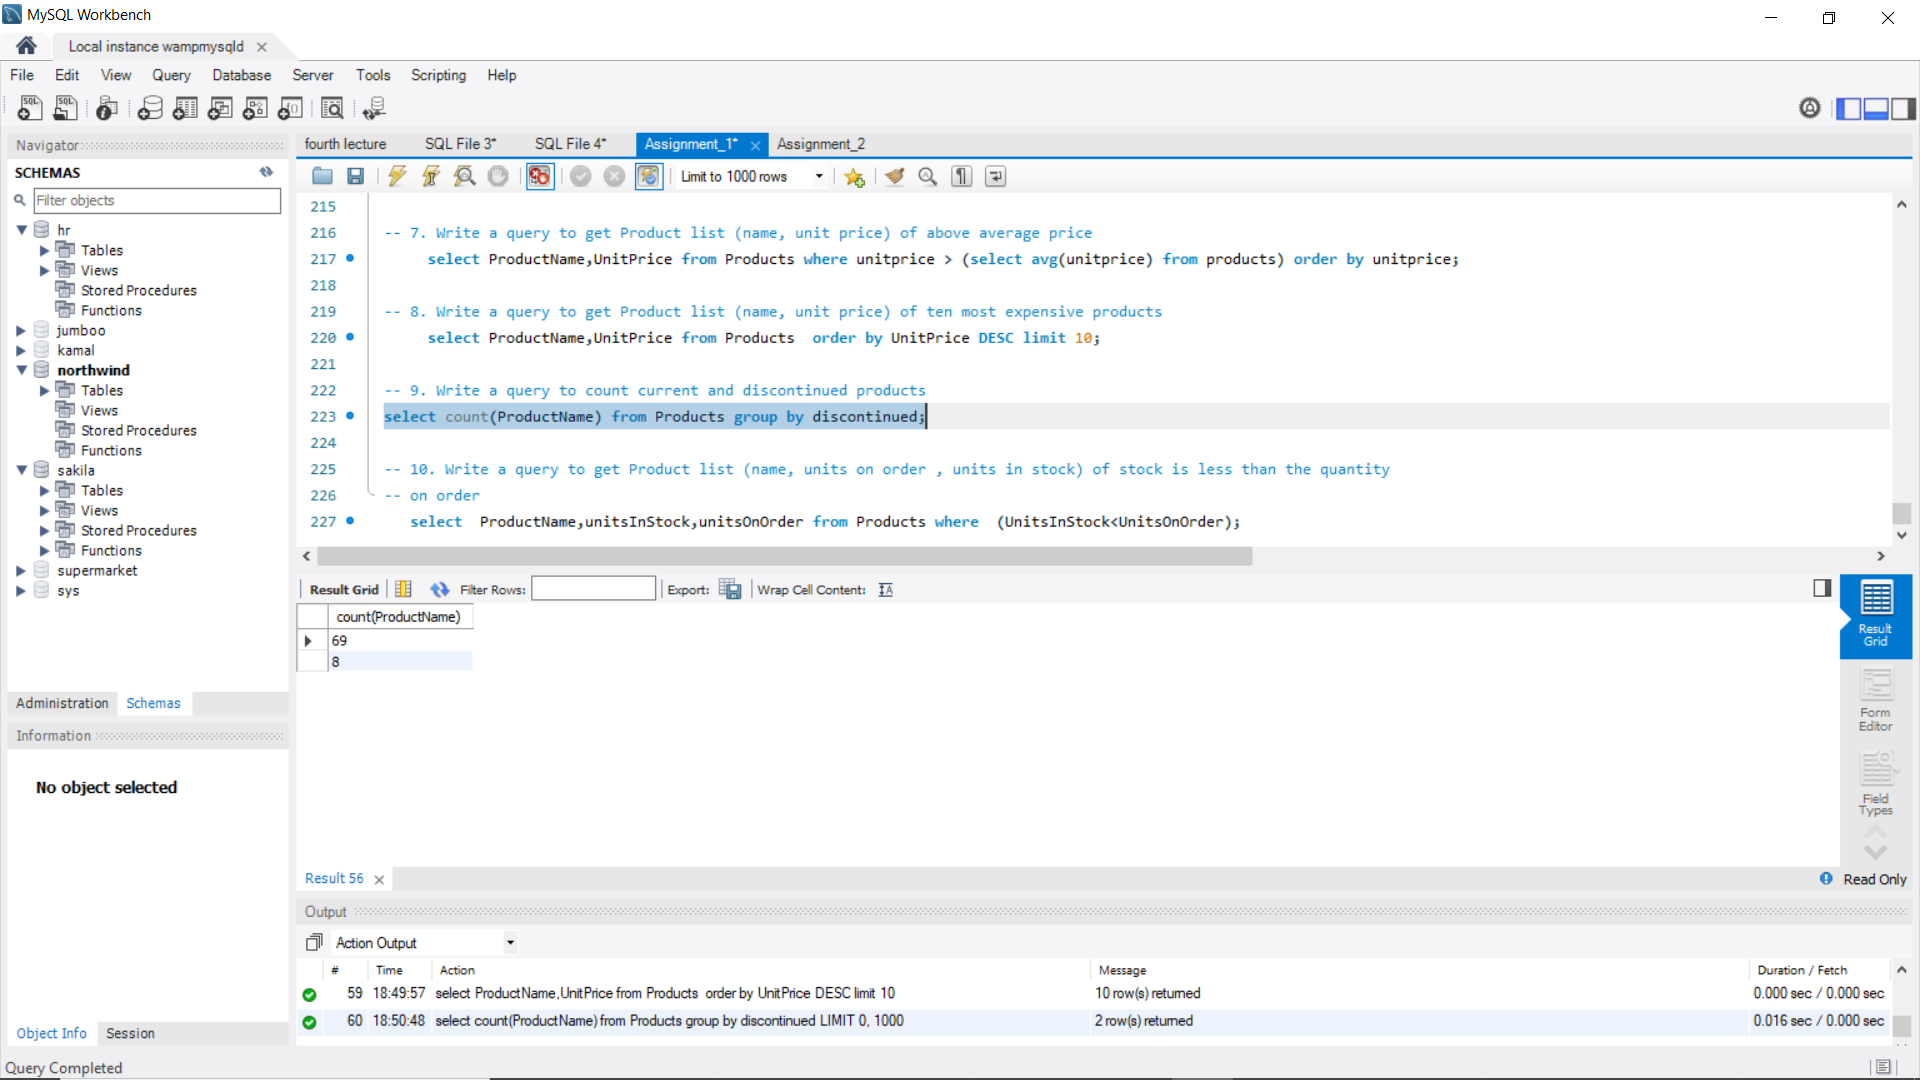 MySQL Workbench
Local instance wampmysqld
File Edit View Query Database Server Tools Scripting Help
Navigator
SCHEMAS
Filter objects
hr
Tables
Views
Stored Procedures
Functions
jumboo
kamal
northwind
Tables
Views
Stored Procedures
Functions
sakila
Tables
Views
Stored Procedures
Functions
supermarket
sys
Administration Schemas
Information
No object selected
Object Info Session
fourth lecture SQL File 3* SQL File 4* Assignment_1* Assignment_2
Limit to 1000 rows
215
216 -- 7. Write a query to get Product list (name, unit price) of above average price
217 select ProductName,UnitPrice from Products where unitprice > (select avg(unitprice) from products) order by unitprice;
218
219 -- 8. Write a query to get Product list (name, unit price) of ten most expensive products
220 select ProductName,UnitPrice from Products order by UnitPrice DESC limit 10;
221
222 -- 9. Write a query to count current and discontinued products
223 select count(ProductName) from Products group by discontinued;
224
225 -- 10. Write a query to get Product list (name, units on order , units in stock) of stock is less than the quantity
226 -- on order
227 select ProductName,unitsInStock,unitsOnOrder from Products where (UnitsInStock<UnitsOnOrder);
Result Grid Filter Rows: Export: Wrap Cell Content:
count(ProductName)
69
8
Result Grid
Form Editor
Field Types
Result 56 Read Only
Output
Action Output
# Time Action Message Duration / Fetch
59 18:49:57 select ProductName,UnitPrice from Products order by UnitPrice DESC limit 10 10 row(s) returned 0.000 sec / 0.000 sec
60 18:50:48 select count(ProductName) from Products group by discontinued LIMIT 0, 1000 2 row(s) returned 0.016 sec / 0.000 sec
Query Completed